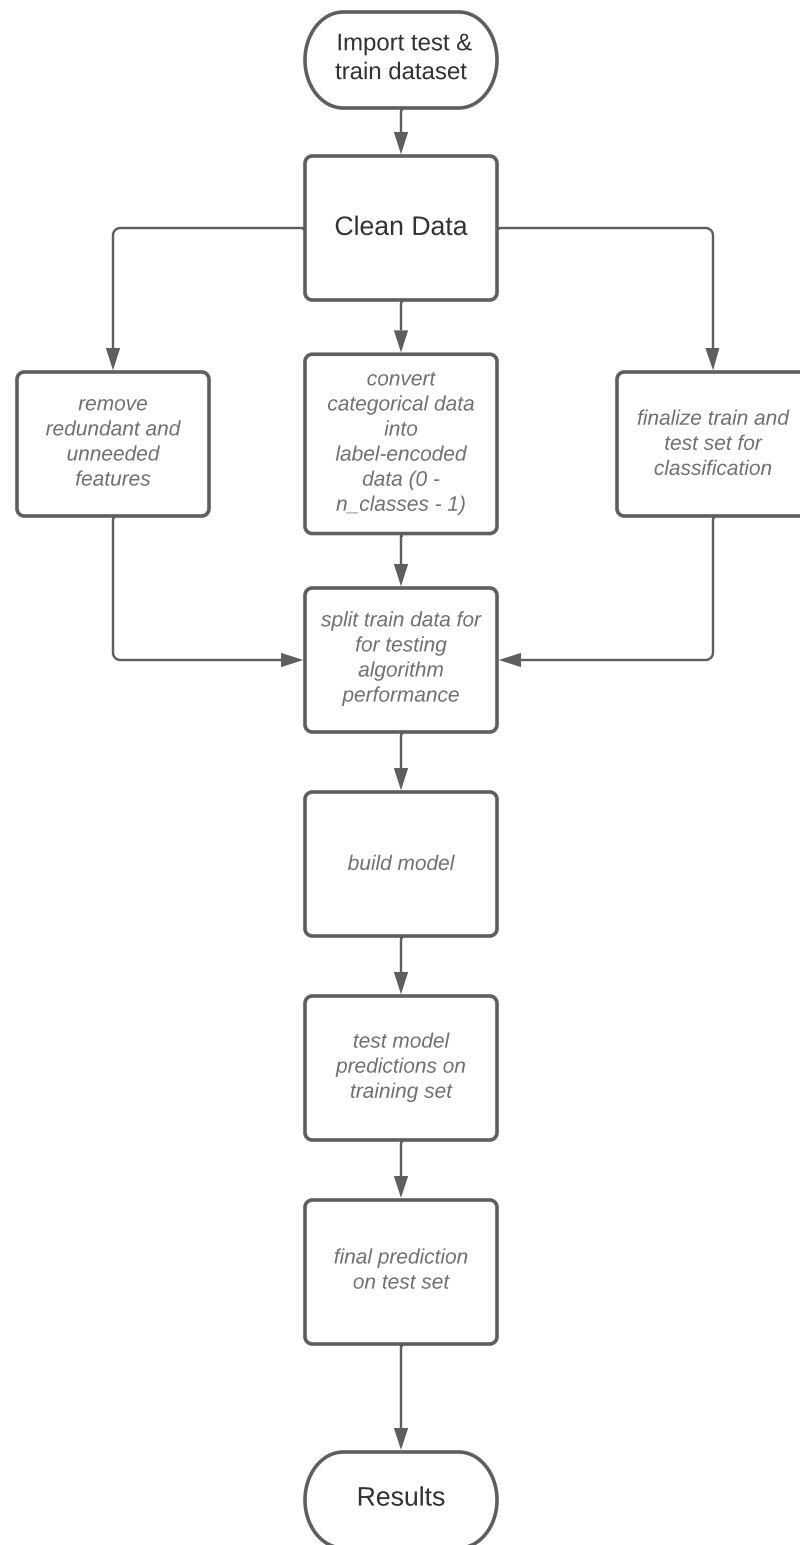 Import test &
train dataset
Clean Data
remove
redundant and
unneeded
features
convert
categorical data
into
label-encoded
data (0 -
n_classes - 1)
finalize train and
test set for
classification
split train data for
for testing
algorithm
performance
build model
test model
predictions on
training set
final prediction
on test set
Results